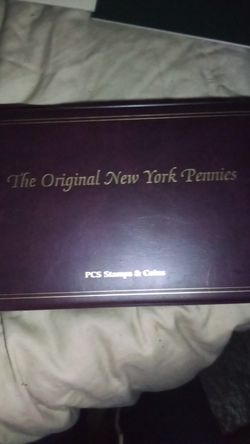 The Original New York Pennies
PCS Stamps & Coins